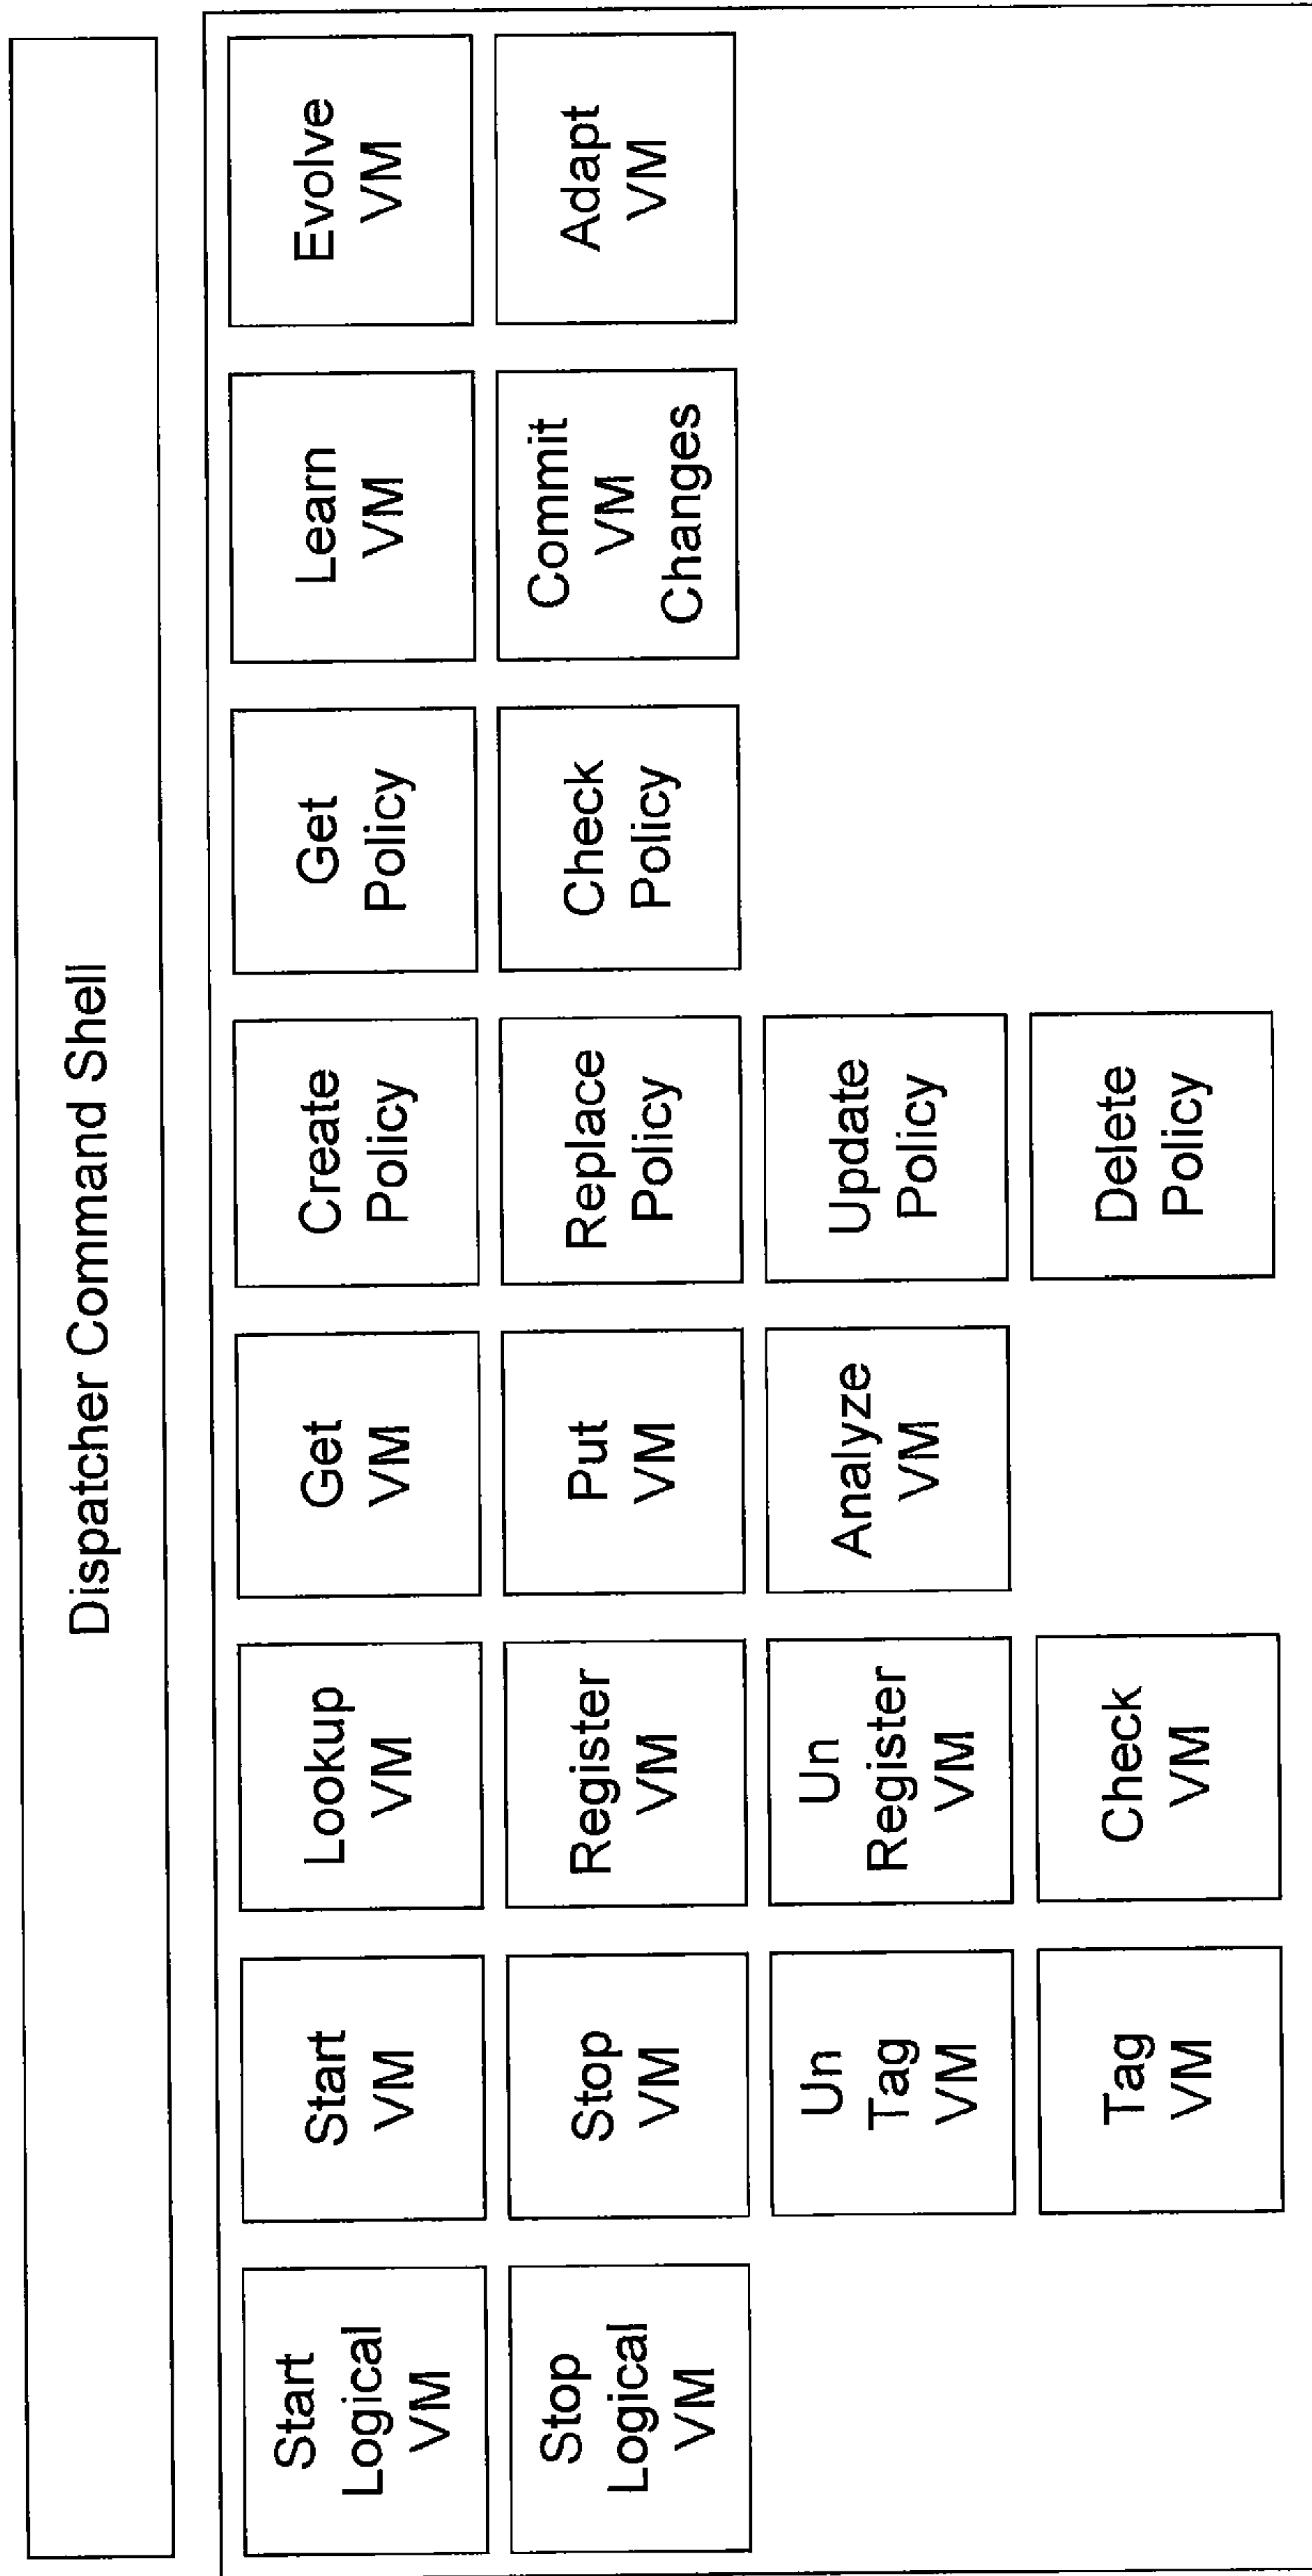 Dispatcher Command Shell
Start
Logical
VM
Start
VM
Lookup
VM
Get
VM
Create
Policy
Get
Policy
Learn
VM
Evolve
VM
Stop
Logical
VM
Stop
VM
Register
VM
Put
VM
Replace
Policy
Check
Policy
Commit
VM
Changes
Adapt
VM
Un
Tag
VM
Un
Register
VM
Analyze
VM
Update
Policy
Tag
VM
Check
VM
Delete
Policy